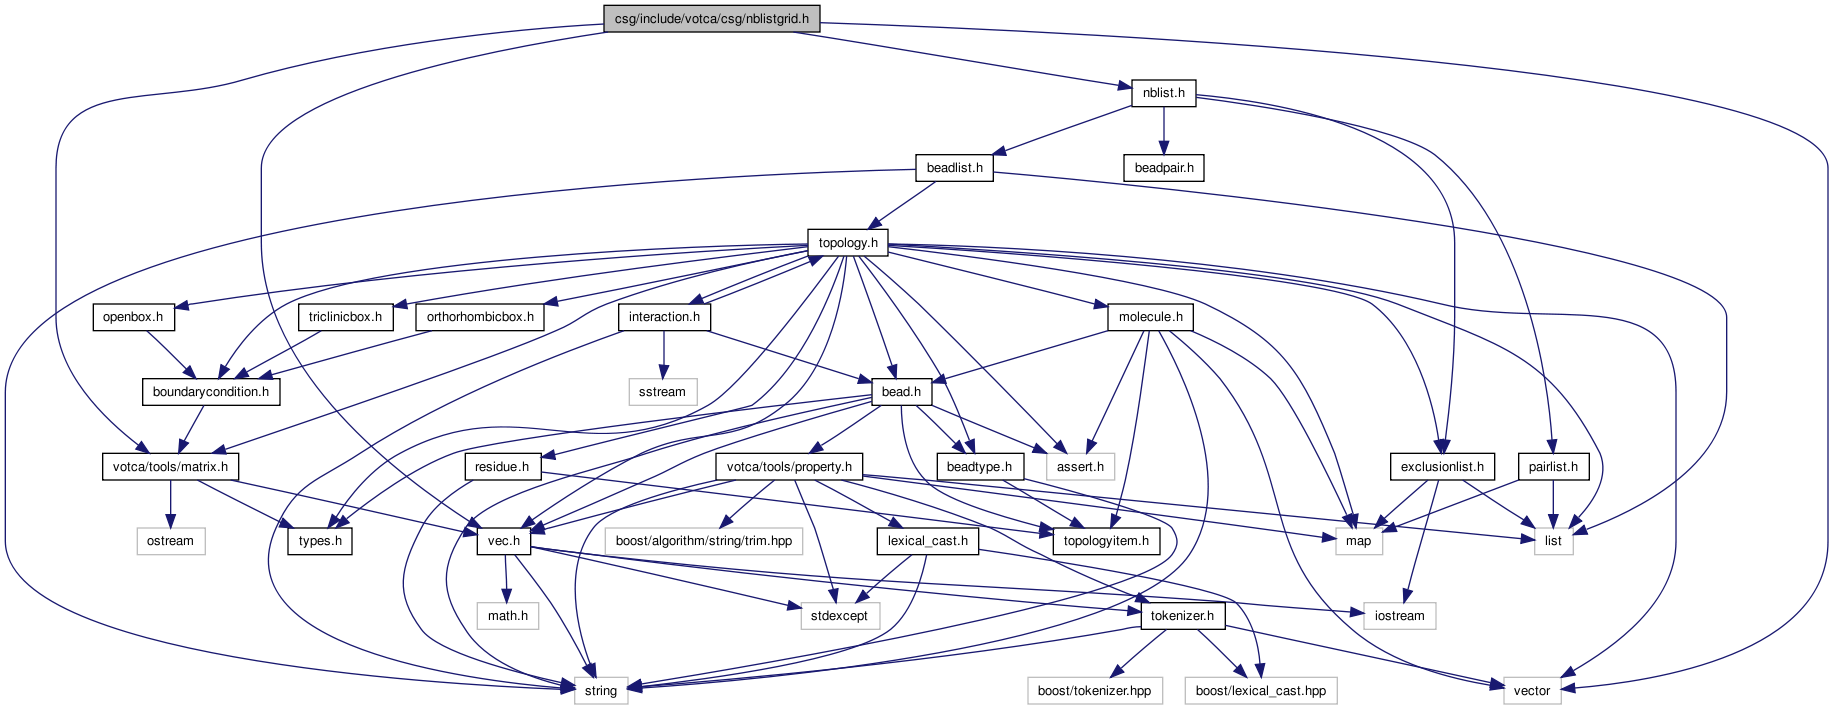 csg/include/votca/csg/nblistgrid.h
nblist.h
beadlist.h
beadpair.h
topology.h
openbox.h
triclinicbox.h
orthorhombicbox.h
interaction.h
molecule.h
boundarycondition.h
sstream
bead.h
votca/tools/matrix.h
residue.h
votca/tools/property.h
beadtype.h
assert.h
exclusionlist.h
pairlist.h
ostream
types.h
vec.h
boost/algorithm/string/trim.hpp
lexical_cast.h
topologyitem.h
map
list
math.h
stdexcept
tokenizer.h
iostream
string
boost/tokenizer.hpp
boost/lexical_cast.hpp
vector